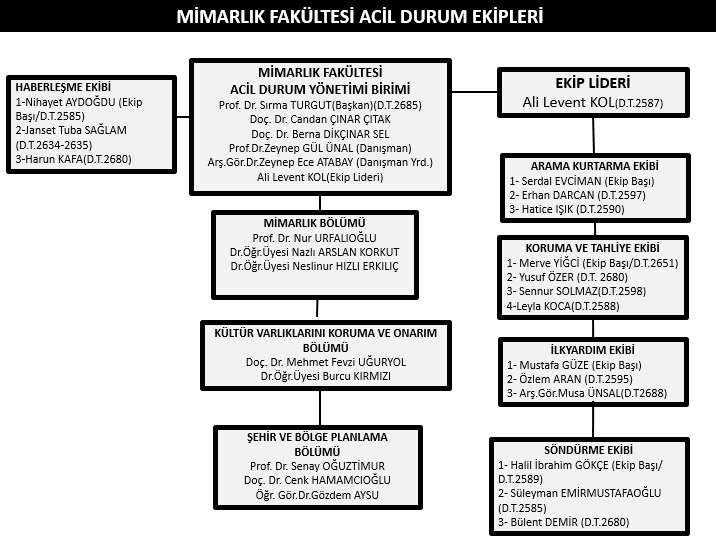 MİMARLIK FAKÜLTESİ ACİL DURUM EKİPLERİ
HABERLEŞME EKİBİ
1-Nihayet AYDOĞDU (Ekip
Başı/D.T.2585)
2-Janset Tuba SAĞLAM
(D.T.2634-2635)
3-Harun KAFA(D.T.2680)
MİMARLIK FAKÜLTESİ
ACİL DURUM YÖNETİMİ BİRİMİ
Prof. Dr. Sırma TURGUT(Başkan)(D.T.2685)
Doç. Dr. Candan ÇINAR ÇITAK
Doç. Dr. Berna DİKÇINAR SEL
Prof.Dr.Zeynep GÜL ÜNAL (Danışman)
Arş.Gör.Dr.Zeynep Ece ATABAY (Danışman Yrd.)
Ali Levent KOL(Ekip Lideri)
MİMARLIK BÖLÜMÜ
Prof. Dr. Nur URFALIOĞLU
Dr.Öğr.Üyesi Nazlı ARSLAN KORKUT
Dr.Öğr.Üyesi Neslinur HIZLI ERKILIÇ
KÜLTÜR VARLIKLARINI KORUMA VE ONARIM
BÖLÜMÜ
Doç. Dr. Mehmet Fevzi UĞURYOL
Dr.Öğr.Üyesi Burcu KIRMIZI
ŞEHİR VE BÖLGE PLANLAMA
BÖLÜMÜ
Prof. Dr. Senay OĞUZTİMUR
Doç. Dr. Cenk HAMAMCIOĞLU
Öğr. Gör.Dr.Gözdem AYSU
EKİP LİDERİ
Ali Levent KOL(D.T.2587)
ARAMA KURTARMA EKİBİ
1- Serdal EVCİMAN (Ekip Başı)
2- Erhan DARCAN (D.T.2597)
3- Hatice IŞIK (D.T.2590)
KORUMA VE TAHLİYE EKİBİ
1- Merve YİĞCİ (Ekip Başı/D.T.2651)
2- Yusuf ÖZER (D.T. 2680)
3- Sennur SOLMAZ(D.T.2598)
4-Leyla KOCA(D.T.2588)
İLKYARDIM EKİBİ
1- Mustafa GÜZE (Ekip Başı)
2- Özlem ARAN (D.T.2595)
3- Arş.Gör.Musa ÜNSAL(D.T2688)
SÖNDÜRME EKİBİ
1- Halil İbrahim GÖKÇE (Ekip Başı/
D.T.2589)
2- Süleyman EMİRMUSTAFAOĞLU
(D.T.2585)
3- Bülent DEMİR (D.T.2680)